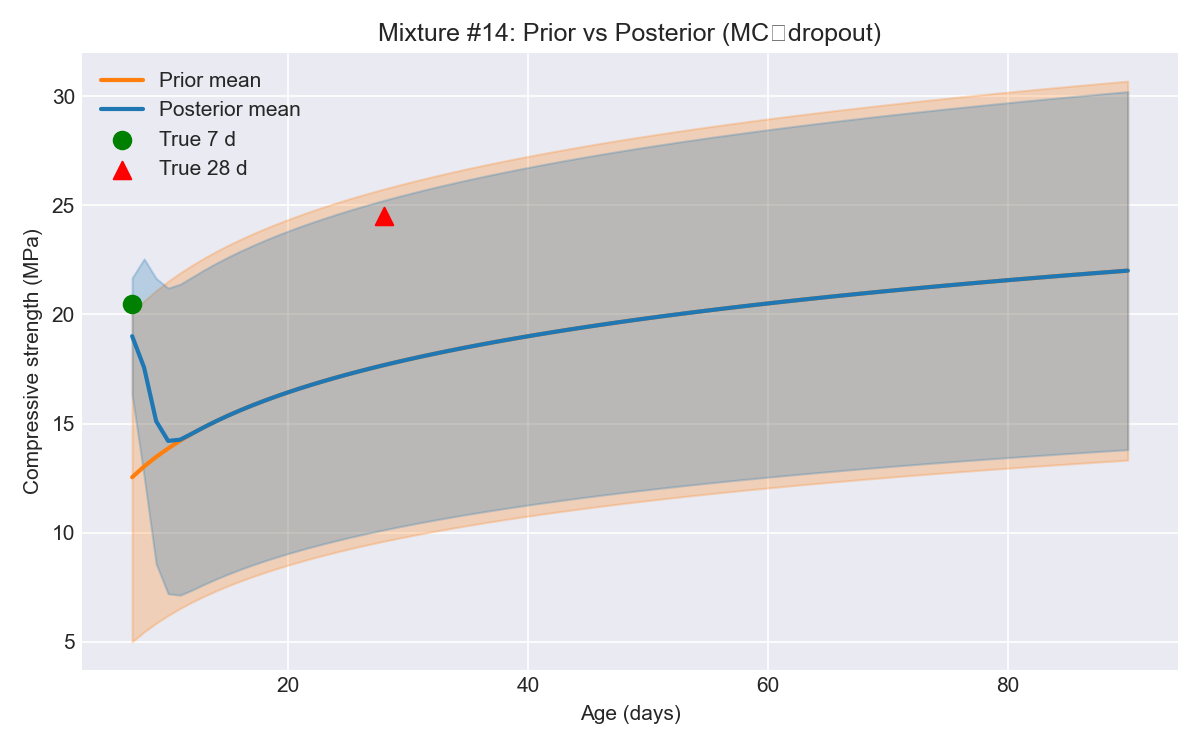 Mixture #14: Prior vs Posterior (MC□dropout)
Prior mean
Posterior mean
True 7 d
True 28 d
30
25
20
15
10
5
Compressive strength (MPa)
20
40
60
80
Age (days)